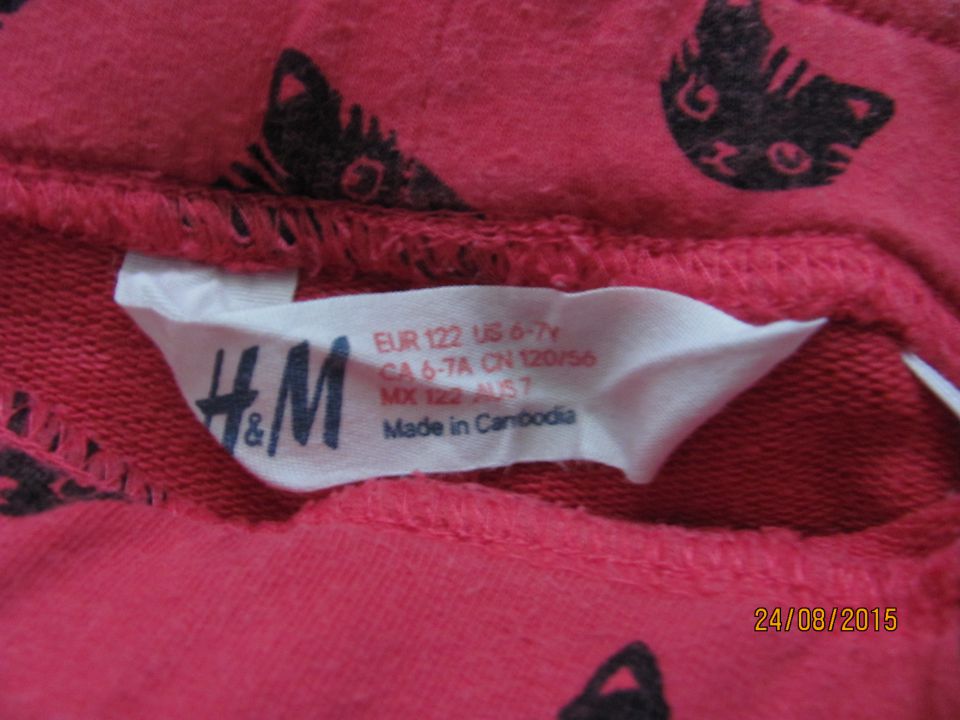 H&M
EUR 122 US 6-7Y
CA 6-7A CN 120/56
MX 122 AUS 7
Made in Cambodia
24/08/2015